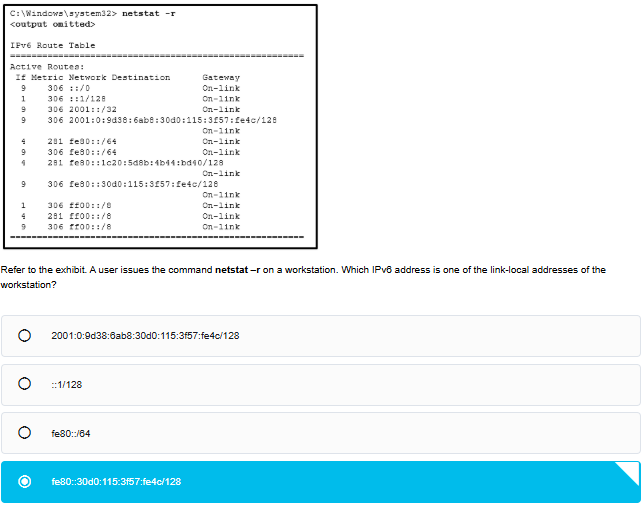 C:\Windows\system32> netstat -r
<output omitted>
IPv6 Route Table
===========================================================================
Active Routes:
If Metric Network Destination Gateway
9 306 ::/0 On-link
1 306 ::1/128 On-link
9 306 2001::/32 On-link
9 306 2001:0:9d38:6ab8:30d0:115:3f57:fe4c/128
On-link
4 281 fe80::/64 On-link
9 306 fe80::/64 On-link
4 281 fe80::1c20:5d8b:4b44:bd40/128
On-link
9 306 fe80::30d0:115:3f57:fe4c/128
On-link
1 306 ff00::/8 On-link
4 281 ff00::/8 On-link
9 306 ff00::/8 On-link
===========================================================================
Refer to the exhibit. A user issues the command netstat –r on a workstation. Which IPv6 address is one of the link-local addresses of the
workstation?
2001:0:9d38:6ab8:30d0:115:3f57:fe4c/128
::1/128
fe80::/64
fe80::30d0:115:3f57:fe4c/128